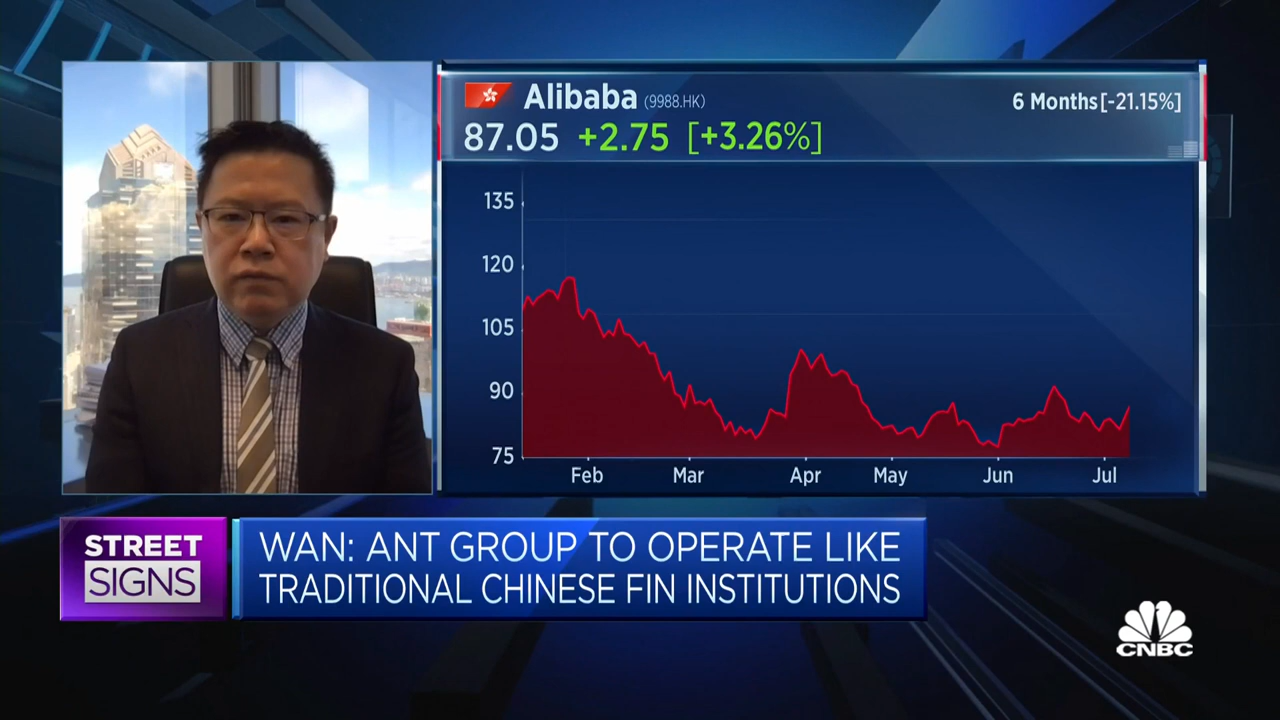 Alibaba (9988.HK)
6 Months [-21.15%]
87.05 +2.75 [+3.26%]
135
120
105
90
75
Feb Mar Apr May Jun Jul
STREET
SIGNS
WAN: ANT GROUP TO OPERATE LIKE
TRADITIONAL CHINESE FIN INSTITUTIONS
CNBC